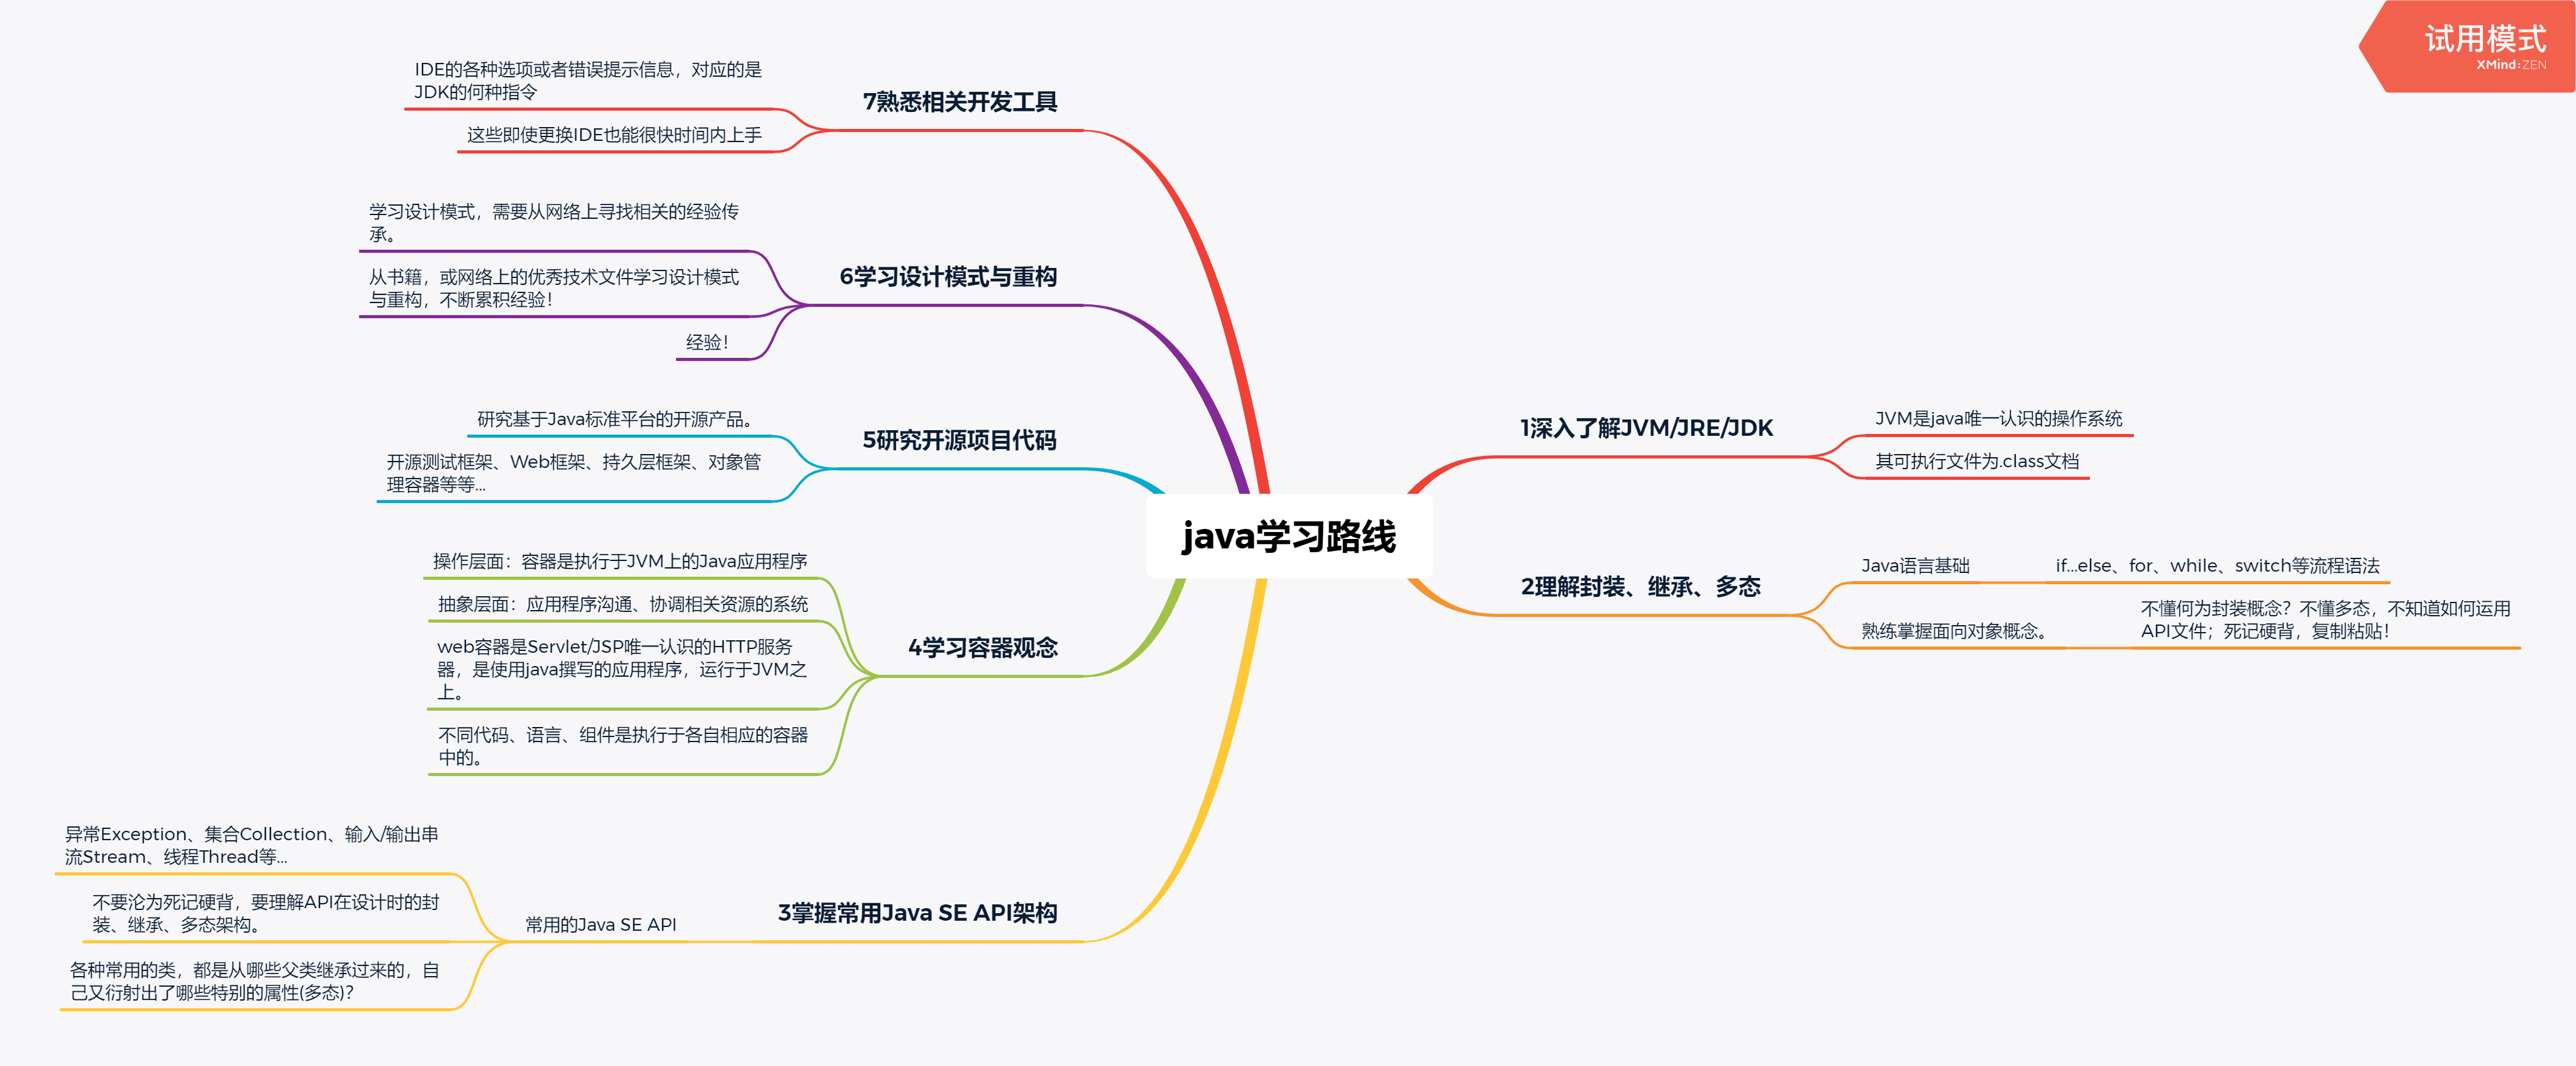 试用模式
XMind:ZEN
java学习路线
1深入了解JVM/JRE/JDK
JVM是java唯一认识的操作系统
其可执行文件为.class文档
2理解封装、继承、多态
Java语言基础
if...else、for、while、switch等流程语法
熟练掌握面向对象概念。
不懂何为封装概念？不懂多态，不知道如何运用
API文件；死记硬背，复制粘贴！
3掌握常用Java SE API架构
常用的Java SE API
异常Exception、集合Collection、输入/输出串
流Stream、线程Thread等...
不要沦为死记硬背，要理解API在设计时的封
装、继承、多态架构。
各种常用的类，都是从哪些父类继承过来的，自
己又衍射出了哪些特别的属性(多态)？
4学习容器观念
操作层面：容器是执行于JVM上的Java应用程序
抽象层面：应用程序沟通、协调相关资源的系统
web容器是Servlet/JSP唯一认识的HTTP服务
器，是使用java撰写的应用程序，运行于JVM之
上。
不同代码、语言、组件是执行于各自相应的容器
中的。
5研究开源项目代码
研究基于Java标准平台的开源产品。
开源测试框架、Web框架、持久层框架、对象管
理容器等等...
6学习设计模式与重构
学习设计模式，需要从网络上寻找相关的经验传
承。
从书籍，或网络上的优秀技术文件学习设计模式
与重构，不断累积经验！
经验！
7熟悉相关开发工具
IDE的各种选项或者错误提示信息，对应的是
JDK的何种指令
这些即使更换IDE也能很快时间内上手